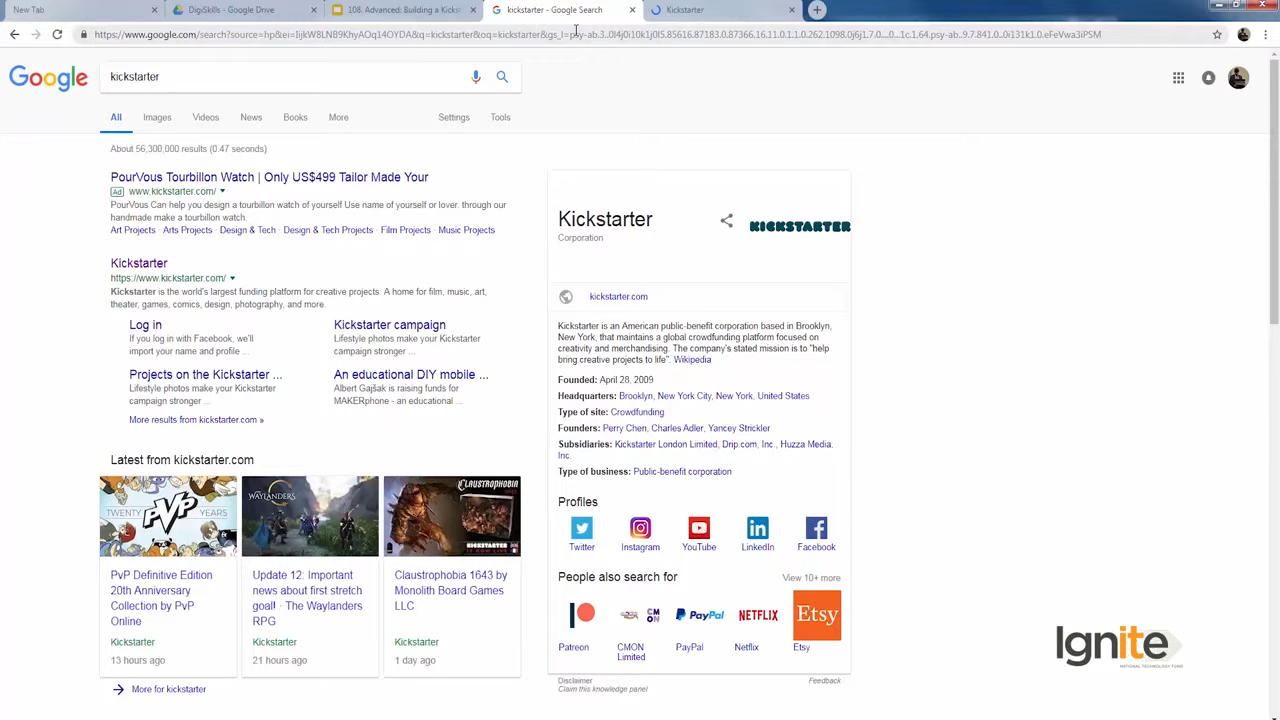 New Tab
DigiSkills - Google Drive
108. Advanced: Building a Kickst
kickstarter - Google Search
Kickstarter
kickstarter
All
Images
Videos
News
Books
More
Settings
Tools
About 56,300,000 results (0.47 seconds)
PourVous Tourbillon Watch | Only US$499 Tailor Made Your
Ad www.kickstarter.com/
PourVous Can help you design a tourbillon watch of yourself Use name of yourself or lover. through our
handmade make a tourbillon watch.
Art Projects · Arts Projects · Design & Tech · Design & Tech Projects · Film Projects · Music Projects
Kickstarter
https://www.kickstarter.com/
Kickstarter is the world's largest funding platform for creative projects. A home for film, music, art,
theater, games, comics, design, photography, and more.
Log in
If you log in with Facebook, we'll
import your name and profile ...
Kickstarter campaign
Lifestyle photos make your Kickstarter
campaign stronger ...
Projects on the Kickstarter ...
Lifestyle photos make your Kickstarter
campaign stronger ...
An educational DIY mobile ...
Albert Gajšak is raising funds for
MAKERphone - an educational ...
More results from kickstarter.com »
Latest from kickstarter.com
TWENTY PVP YEARS
WAYLANDERS
CLAUSTROPHOBIA
KICKSTARTER
PvP Definitive Edition
20th Anniversary
Collection by PvP
Online
Kickstarter
13 hours ago
Update 12: Important
news about first stretch
goal! · The Waylanders
RPG
Kickstarter
21 hours ago
Claustrophobia 1643 by
Monolith Board Games
LLC
Kickstarter
1 day ago
More for kickstarter
Kickstarter
Corporation
KICKSTARTER
kickstarter.com
Kickstarter is an American public-benefit corporation based in Brooklyn,
New York, that maintains a global crowdfunding platform focused on
creativity and merchandising. The company's stated mission is to "help
bring creative projects to life". Wikipedia
Founded: April 28, 2009
Headquarters: Brooklyn, New York City, New York, United States
Type of site: Crowdfunding
Founders: Perry Chen, Charles Adler, Yancey Strickler
Subsidiaries: Kickstarter London Limited, Drip.com, Inc., Huzza Media.
Inc.
Type of business: Public-benefit corporation
Profiles
Twitter
Instagram
YouTube
LinkedIn
Facebook
People also search for
View 10+ more
CMON
PayPal
NETFLIX
Etsy
Patreon
CMON
Limited
PayPal
Netflix
Etsy
Disclaimer
Feedback
Claim this knowledge panel
Ignite
NATIONAL TECHNOLOGY FUND